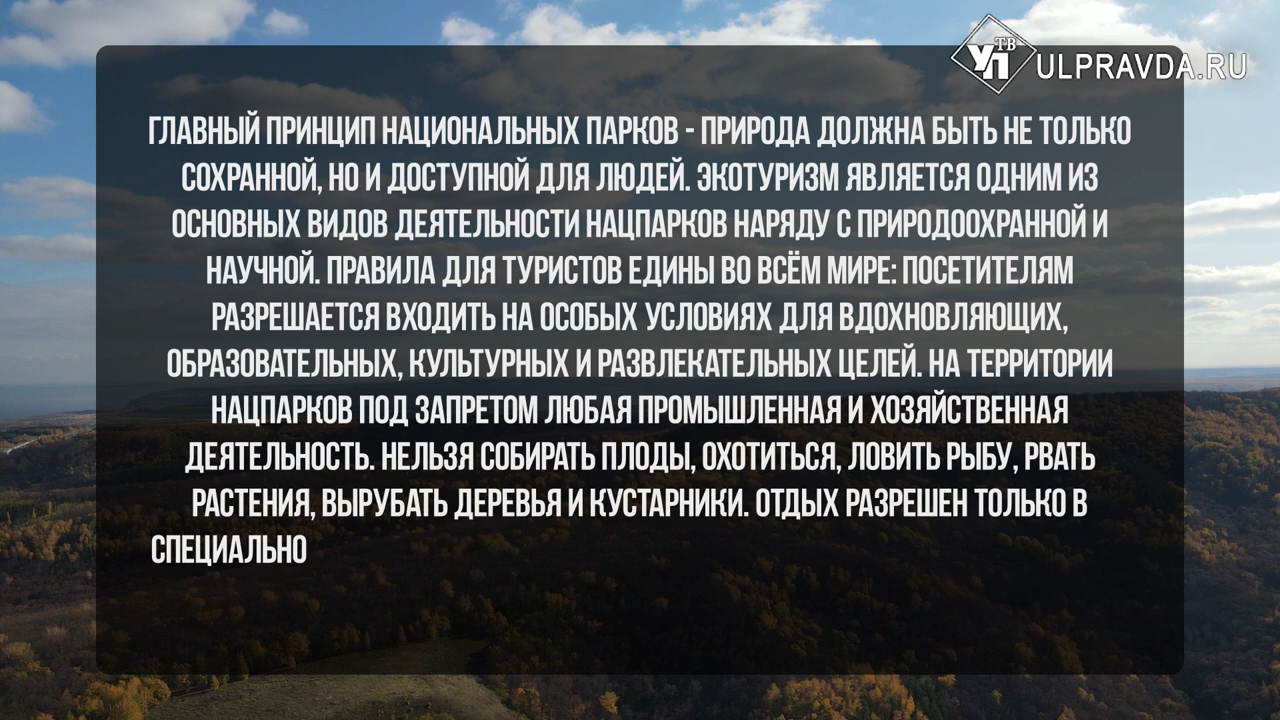 ТВ
УП
ULPRAVDA.RU
ГЛАВНЫЙ ПРИНЦИП НАЦИОНАЛЬНЫХ ПАРКОВ - ПРИРОДА ДОЛЖНА БЫТЬ НЕ ТОЛЬКО
СОХРАННОЙ, НО И ДОСТУПНОЙ ДЛЯ ЛЮДЕЙ. ЭКОТУРИЗМ ЯВЛЯЕТСЯ ОДНИМ ИЗ
ОСНОВНЫХ ВИДОВ ДЕЯТЕЛЬНОСТИ НАЦПАРКОВ НАРЯДУ С ПРИРОДООХРАННОЙ И
НАУЧНОЙ. ПРАВИЛА ДЛЯ ТУРИСТОВ ЕДИНЫ ВО ВСЁМ МИРЕ: ПОСЕТИТЕЛЯМ
РАЗРЕШАЕТСЯ ВХОДИТЬ НА ОСОБЫХ УСЛОВИЯХ ДЛЯ ВДОХНОВЛЯЮЩИХ,
ОБРАЗОВАТЕЛЬНЫХ, КУЛЬТУРНЫХ И РАЗВЛЕКАТЕЛЬНЫХ ЦЕЛЕЙ. НА ТЕРРИТОРИИ
НАЦПАРКОВ ПОД ЗАПРЕТОМ ЛЮБАЯ ПРОМЫШЛЕННАЯ И ХОЗЯЙСТВЕННАЯ
ДЕЯТЕЛЬНОСТЬ. НЕЛЬЗЯ СОБИРАТЬ ПЛОДЫ, ОХОТИТЬСЯ, ЛОВИТЬ РЫБУ, РВАТЬ
РАСТЕНИЯ, ВЫРУБАТЬ ДЕРЕВЬЯ И КУСТАРНИКИ. ОТДЫХ РАЗРЕШЕН ТОЛЬКО В
СПЕЦИАЛЬНО